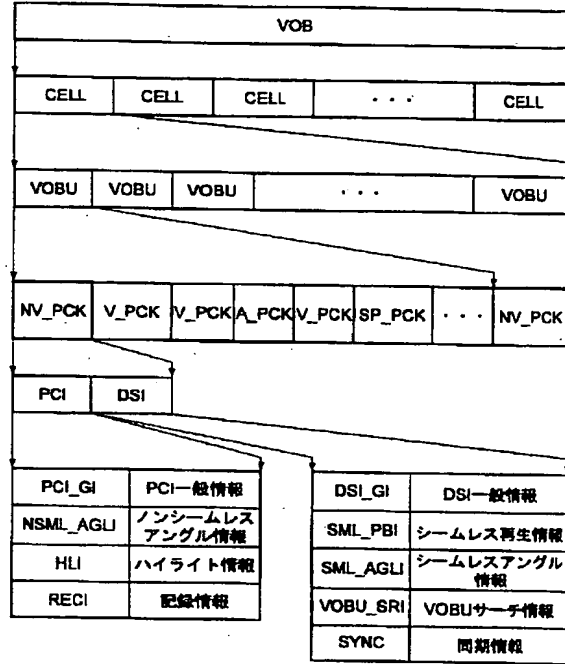 VOB
CELL CELL CELL ・・・ CELL
VOBU VOBU VOBU ・・・ VOBU
NV_PCK V_PCK V_PCK A_PCK V_PCK SP_PCK ・・・ NV_PCK
PCI DSI
PCI_GI PCI一般情報
NSML_AGLI ノンシームレス
アングル情報
HLI ハイライト情報
RECI 記録情報
DSI_GI DSI一般情報
SML_PBI シームレス再生情報
SML_AGLI シームレスアングル
情報
VOBU_SRI VOBUサーチ情報
SYNC 同期情報